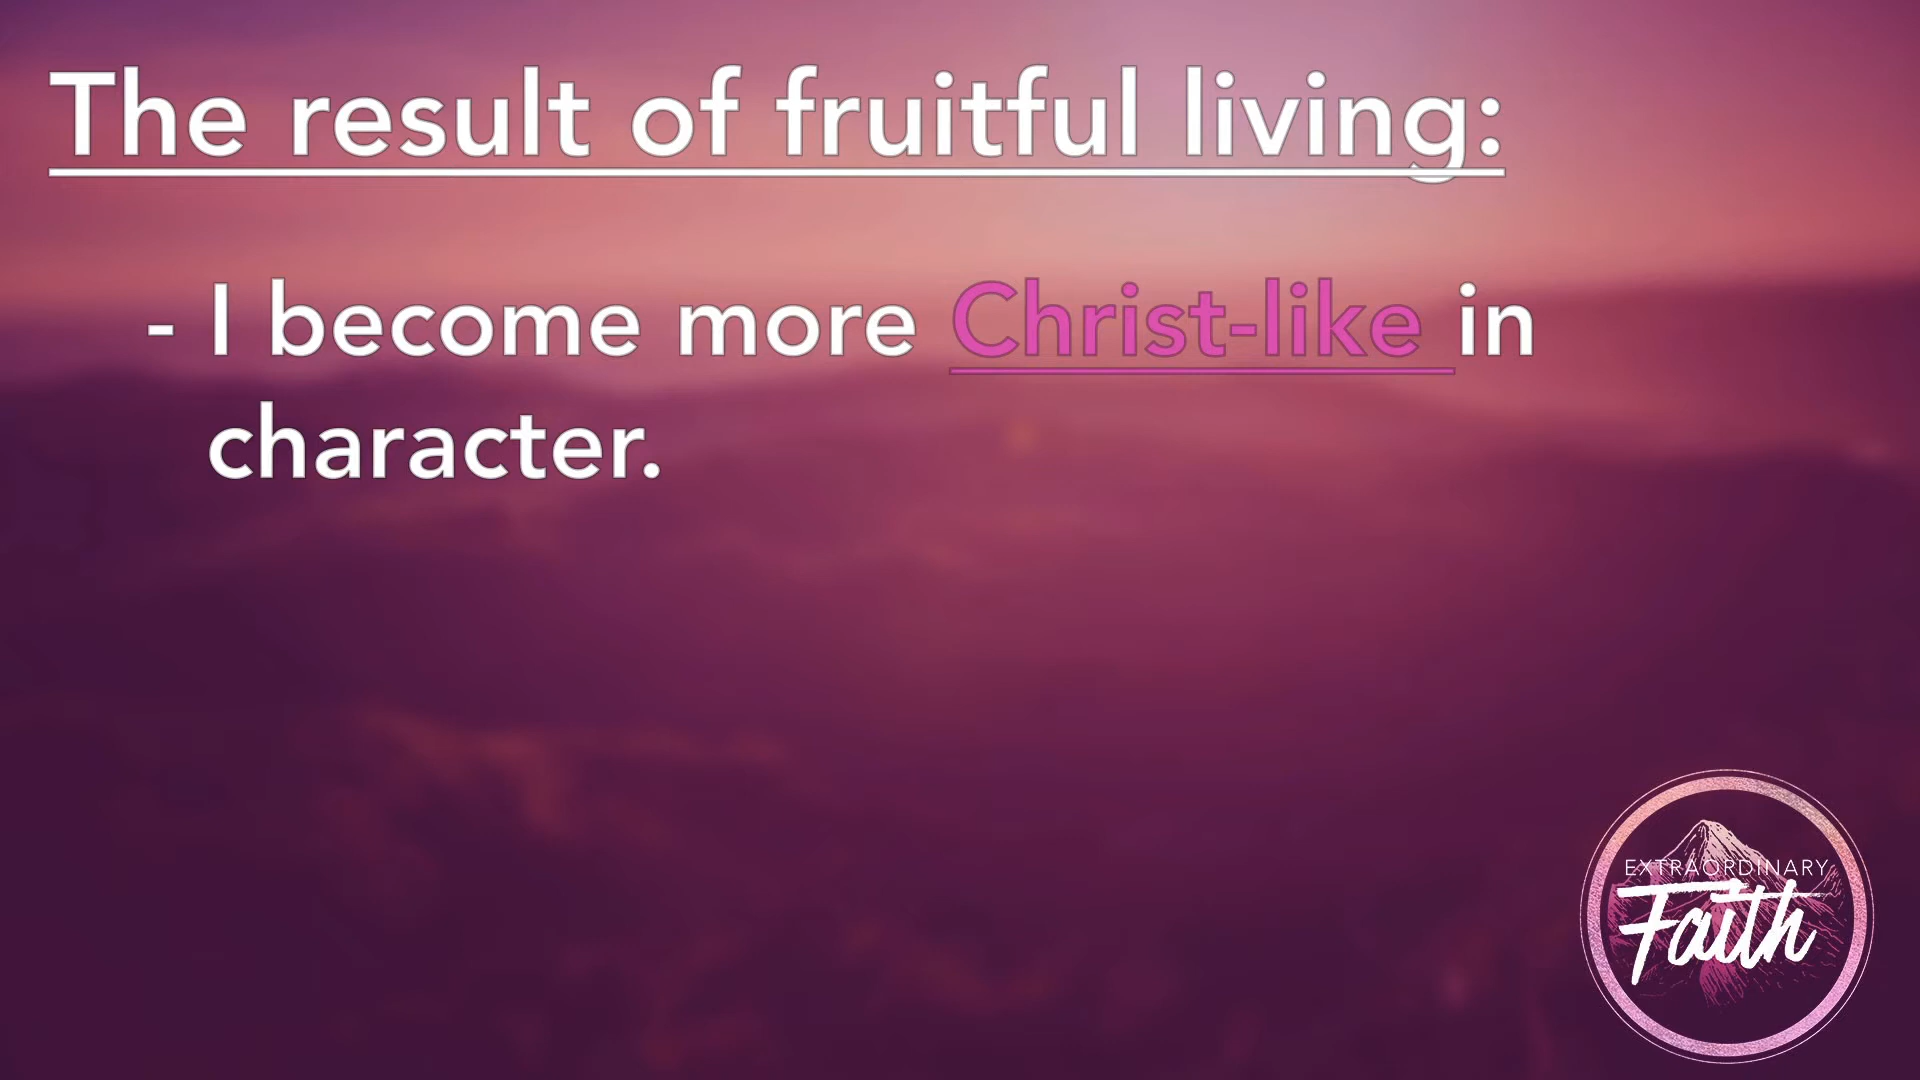 The result of fruitful living:
- I become more Christ-like in
character.
EXTRAORDINARY
Faith